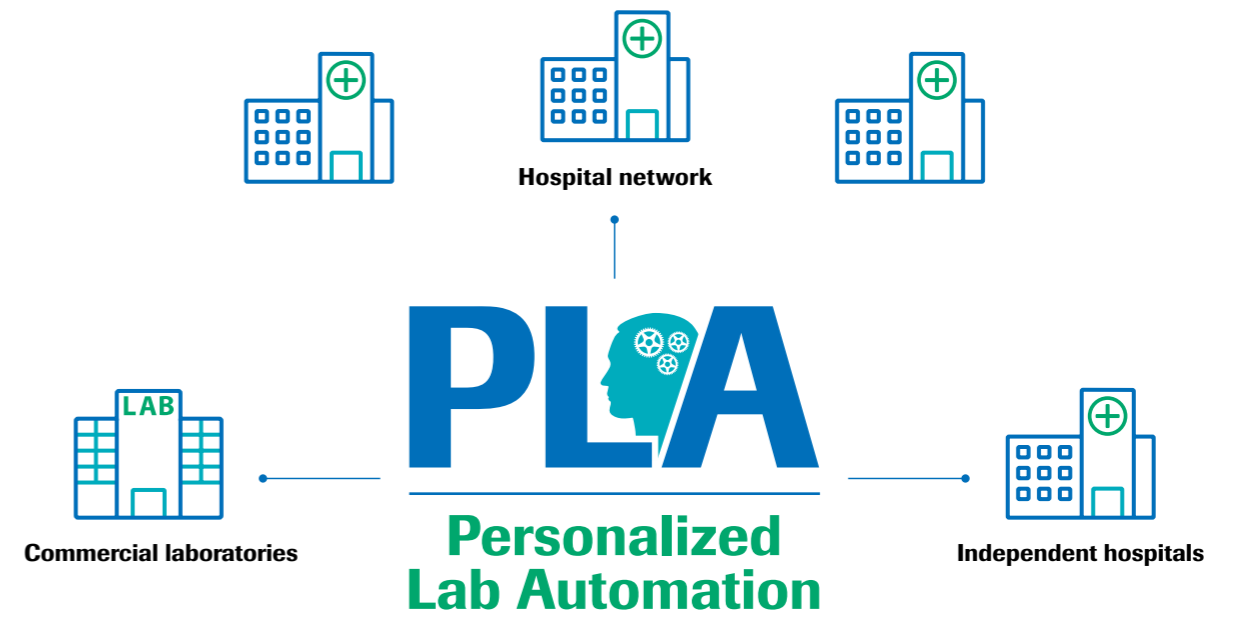 Hospital network
PLA
LAB
Commercial laboratories
Personalized
Lab Automation
Independent hospitals